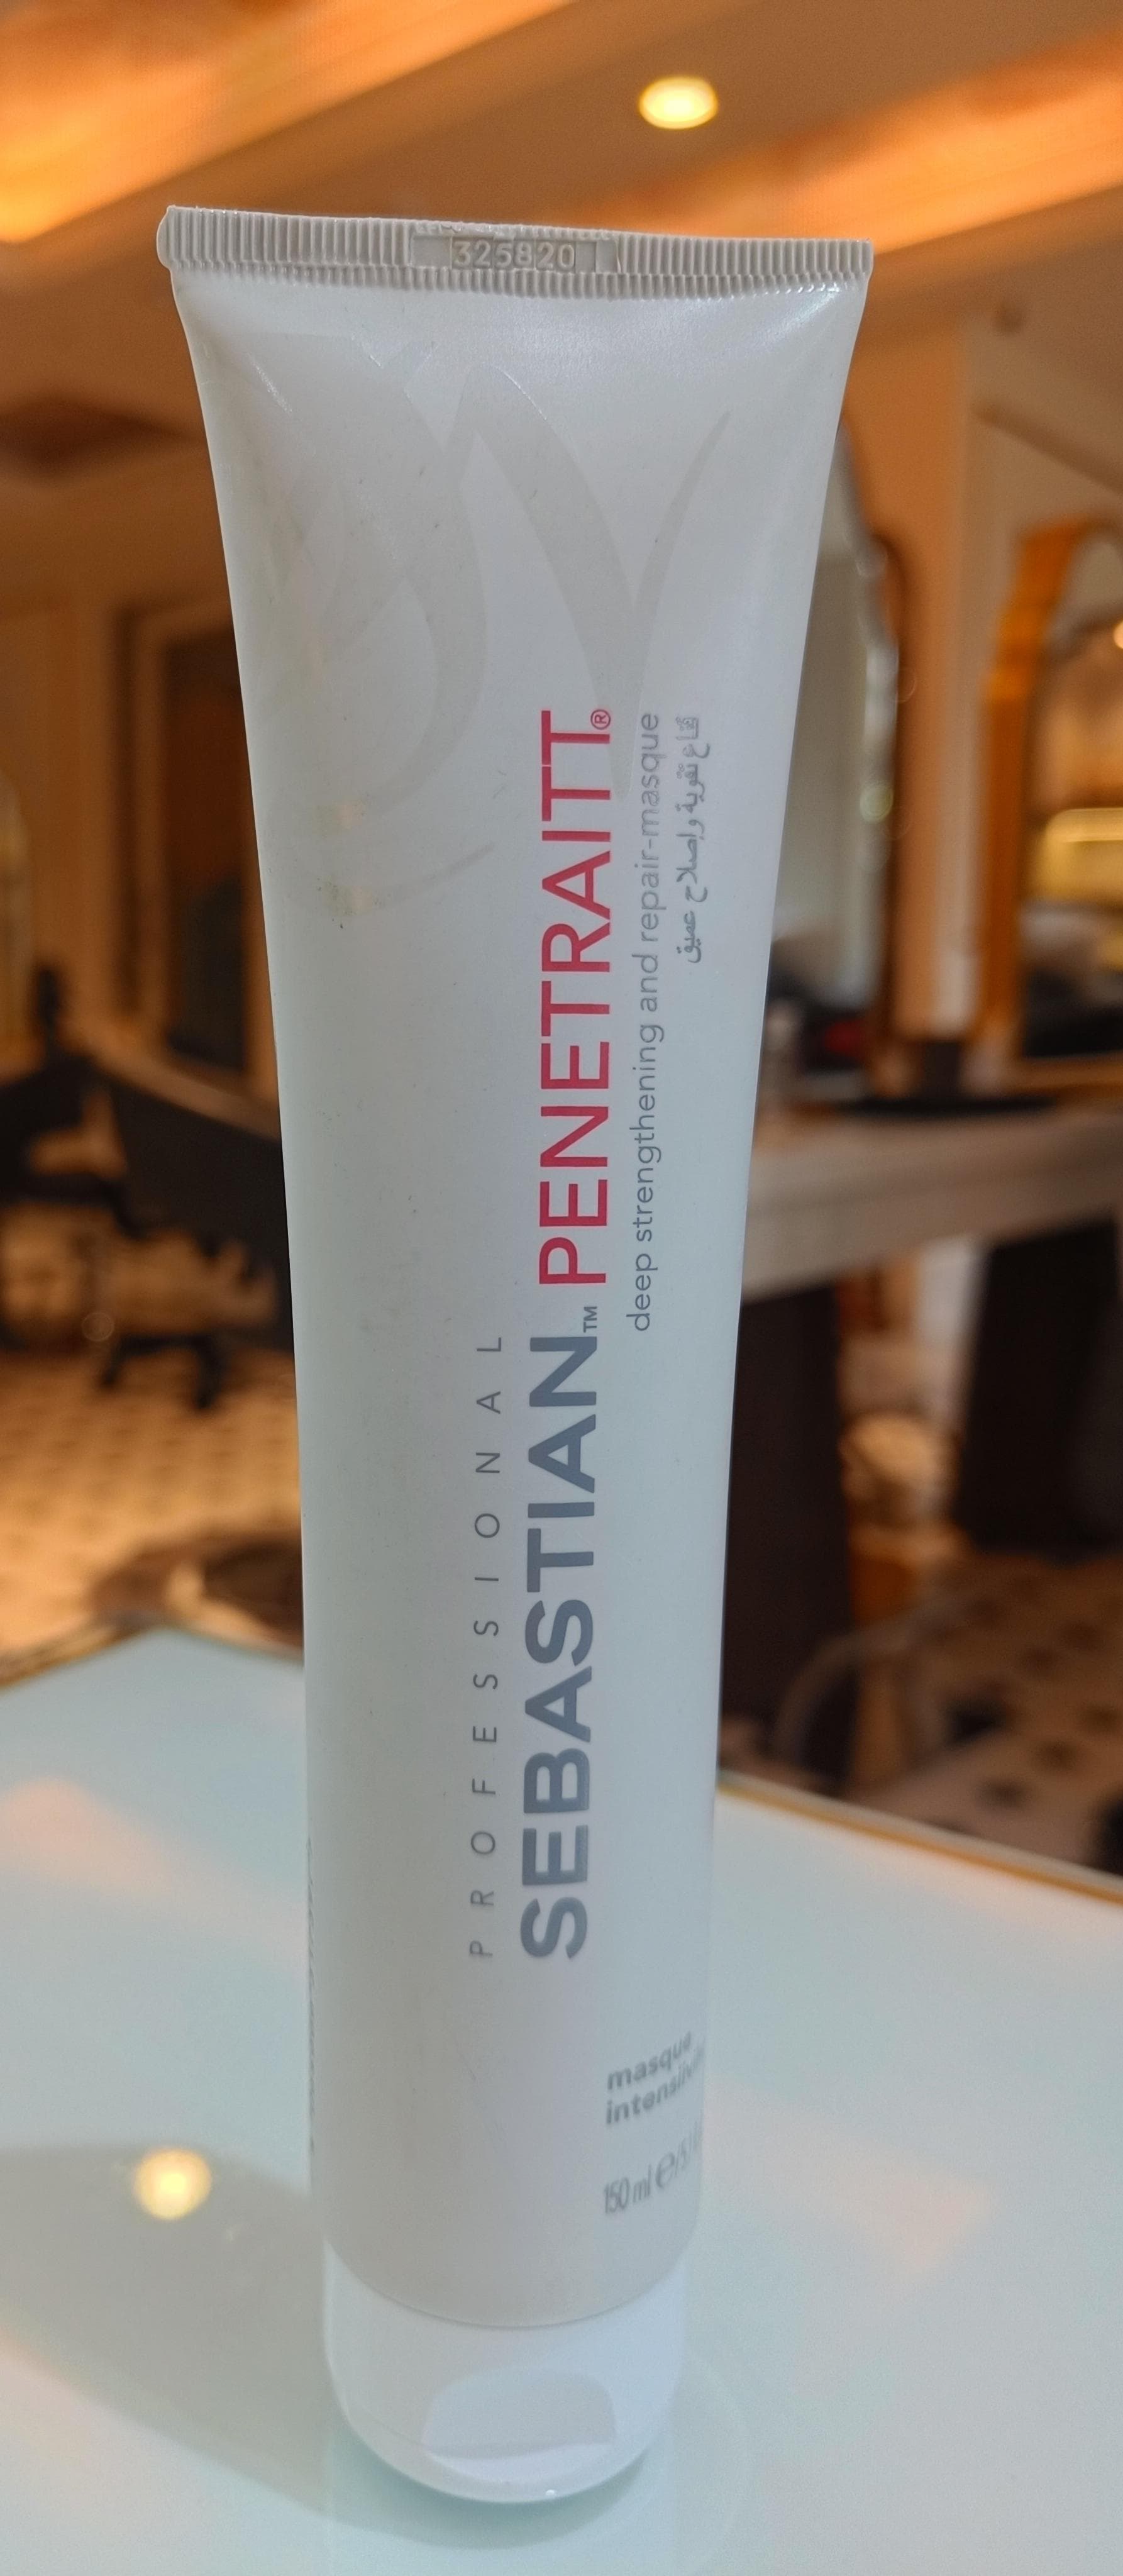 325820
PROFESSIONAL
SEBASTIAN™ PENETRAITT®
deep strengthening and repair-masque
قناع تقوية وإصلاح عميق
masque
150 ml e